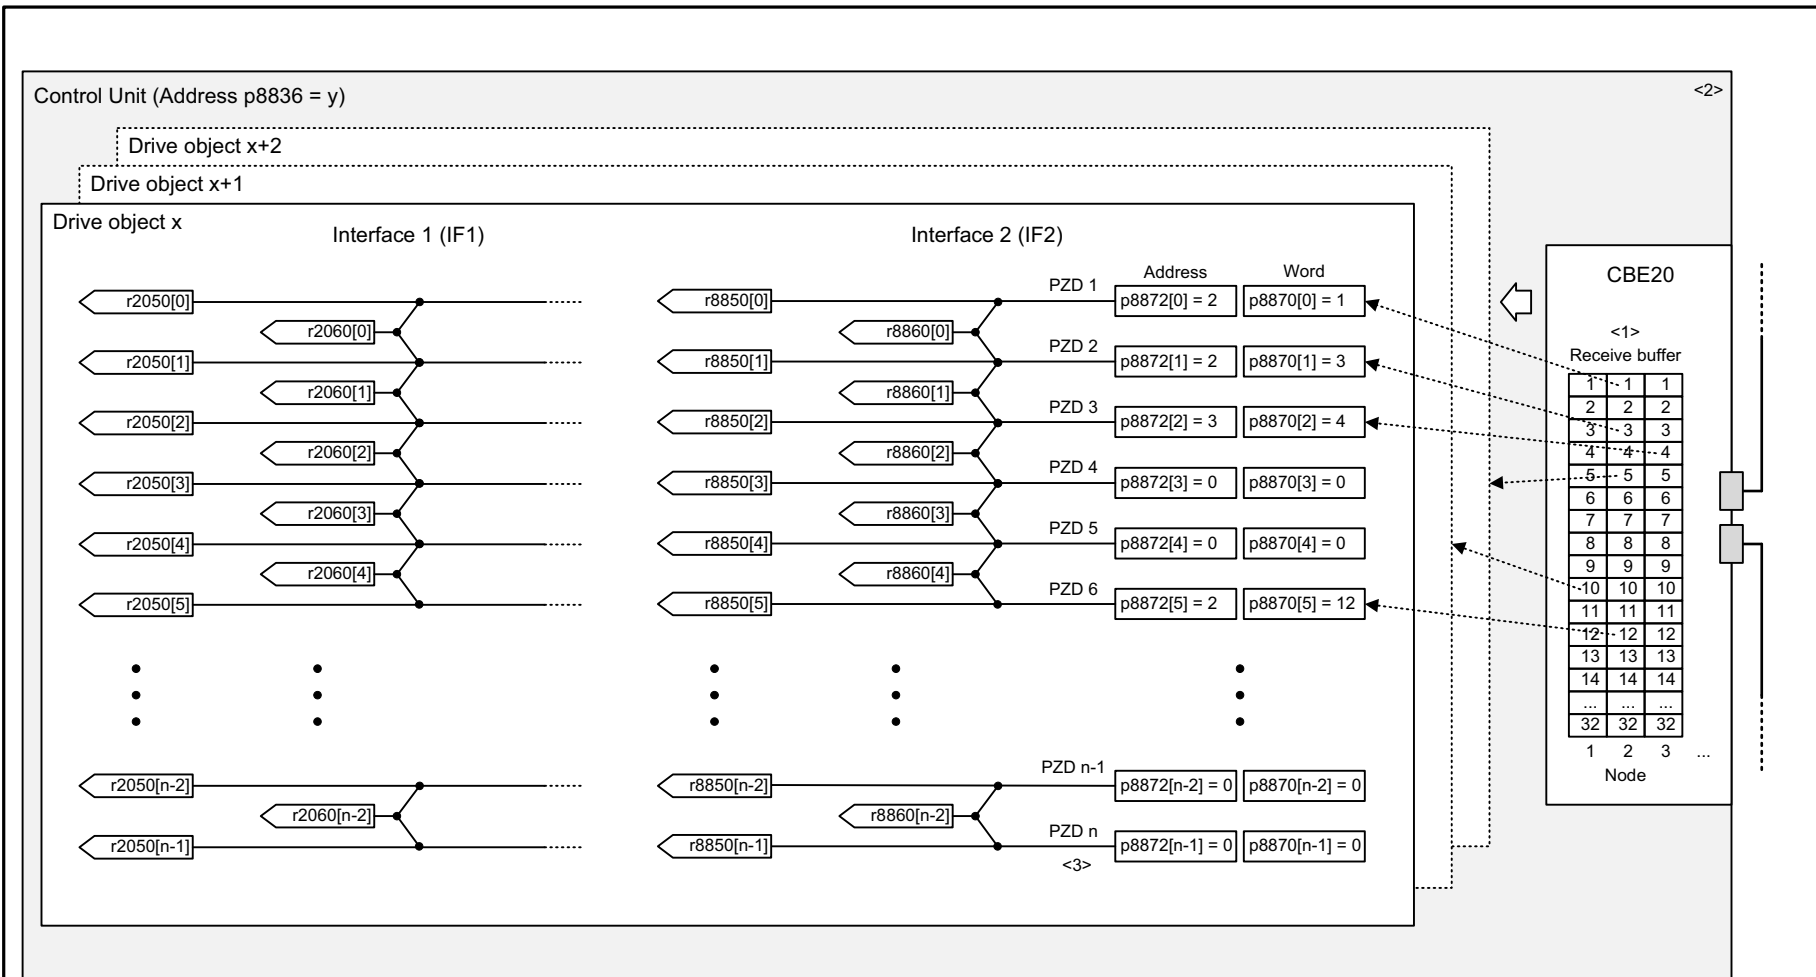 Control Unit (Address p8836 = y)
<2>
Drive object x+2
Drive object x+1
Drive object x
Interface 1 (IF1)
Interface 2 (IF2)
Address
Word
CBE20
r2050[0]
r8850[0]
PZD 1
p8872[0] = 2
p8870[0] = 1
r2060[0]
r8860[0]
r2050[1]
r8850[1]
PZD 2
p8872[1] = 2
p8870[1] = 3
r2060[1]
r8860[1]
r2050[2]
r8850[2]
PZD 3
p8872[2] = 3
p8870[2] = 4
r2060[2]
r8860[2]
r2050[3]
r8850[3]
PZD 4
p8872[3] = 0
p8870[3] = 0
r2060[3]
r8860[3]
r2050[4]
r8850[4]
PZD 5
p8872[4] = 0
p8870[4] = 0
r2060[4]
r8860[4]
r2050[5]
r8850[5]
PZD 6
p8872[5] = 2
p8870[5] = 12
r2050[n-2]
r8850[n-2]
PZD n-1
p8872[n-2] = 0
p8870[n-2] = 0
r2060[n-2]
r8860[n-2]
r2050[n-1]
r8850[n-1]
PZD n
<3>
p8872[n-1] = 0
p8870[n-1] = 0
<1>
Receive buffer
1 1 1
2 2 2
3 3 3
4 4 4
5 5 5
6 6 6
7 7 7
8 8 8
9 9 9
10 10 10
11 11 11
12 12 12
13 13 13
14 14 14
... ... ...
32 32 32
1 2 3 ...
Node